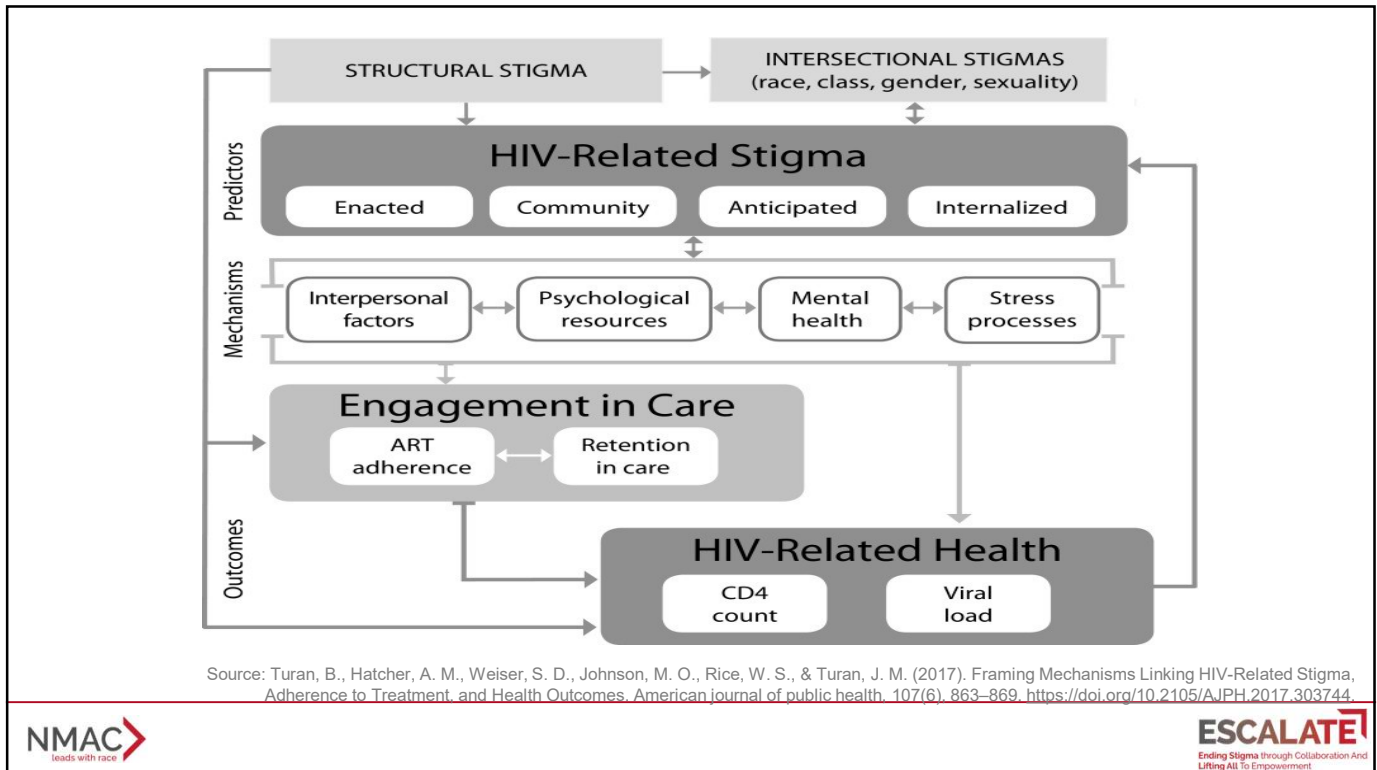 STRUCTURAL STIGMA
INTERSECTIONAL STIGMAS
(race, class, gender, sexuality)
Predictors
HIV-Related Stigma
Enacted
Community
Anticipated
Internalized
Mechanisms
Interpersonal
factors
Psychological
resources
Mental
health
Stress
processes
Outcomes
Engagement in Care
ART
adherence
Retention
in care
HIV-Related Health
CD4
count
Viral
load
Source: Turan, B., Hatcher, A. M., Weiser, S. D., Johnson, M. O., Rice, W. S., & Turan, J. M. (2017). Framing Mechanisms Linking HIV-Related Stigma,
Adherence to Treatment, and Health Outcomes. American journal of public health, 107(6), 863–869. https://doi.org/10.2105/AJPH.2017.303744.
NMAC
leads with race
ESCALATE
Ending Stigma through Collaboration And
Lifting All To Empowerment